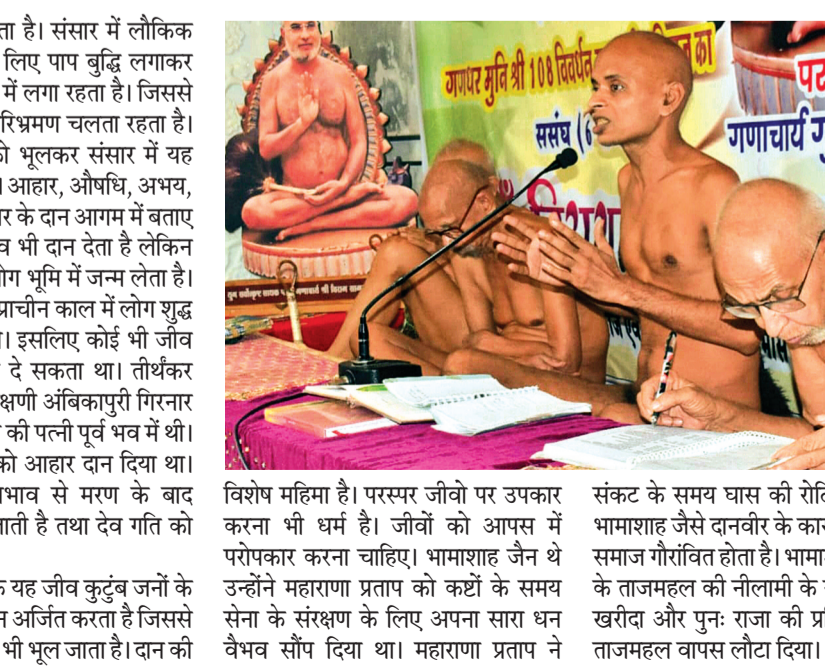 ता है। संसार में लौकिक
लिए पाप बुद्धि लगाकर
में लगा रहता है। जिससे
रिभ्रमण चलता रहता है।
को भूलकर संसार में यह
। आहार, औषधि, अभय,
र के दान आगम में बताए
व भी दान देता है लेकिन
ोग भूमि में जन्म लेता है।
प्राचीन काल में लोग शुद्ध
। इसलिए कोई भी जीव
दे सकता था। तीर्थंकर
क्षणी अंबिकापुरी गिरनार
की पत्नी पूर्व भव में थी।
को आहार दान दिया था।
भाव से मरण के बाद
जाती है तथा देव गति को
यह जीव कुटुंब जनों के
न अर्जित करता है जिससे
भी भूल जाता है। दान की
गणधर मुनि श्री 108 विवर्धन
का
ससंघ
गणाचार्य
विशेष महिमा है। परस्पर जीवो पर उपकार
करना भी धर्म है। जीवों को आपस में
परोपकार करना चाहिए। भामाशाह जैन थे
उन्होंने महाराणा प्रताप को कष्टों के समय
सेना के संरक्षण के लिए अपना सारा धन
वैभव सौंप दिया था। महाराणा प्रताप ने
संकट के समय घास की रोटि
भामाशाह जैसे दानवीर के कार
समाज गौरांवित होता है। भामा
के ताजमहल की नीलामी के
खरीदा और पुनः राजा की प्र
ताजमहल वापस लौटा दिया।